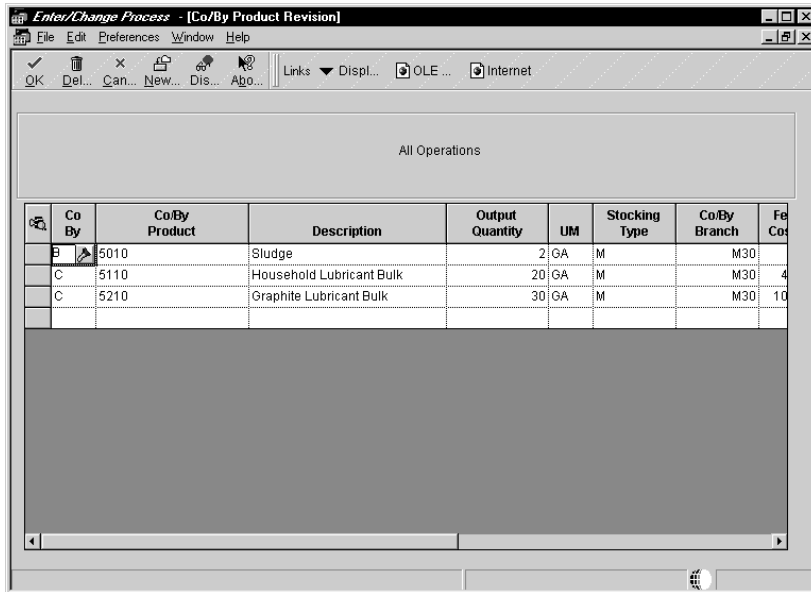 Enter/Change Process - [Co/By Product Revision]
File Edit Preferences Window Help
OK Del... Can... New... Dis... Abo... Links Displ... OLE ... Internet
All Operations
Co By Co/By Product Description Output Quantity UM Stocking Type Co/By Branch Fe Cos
B 5010 Sludge 2 GA M M30
C 5110 Household Lubricant Bulk 20 GA M M30 4
C 5210 Graphite Lubricant Bulk 30 GA M M30 10